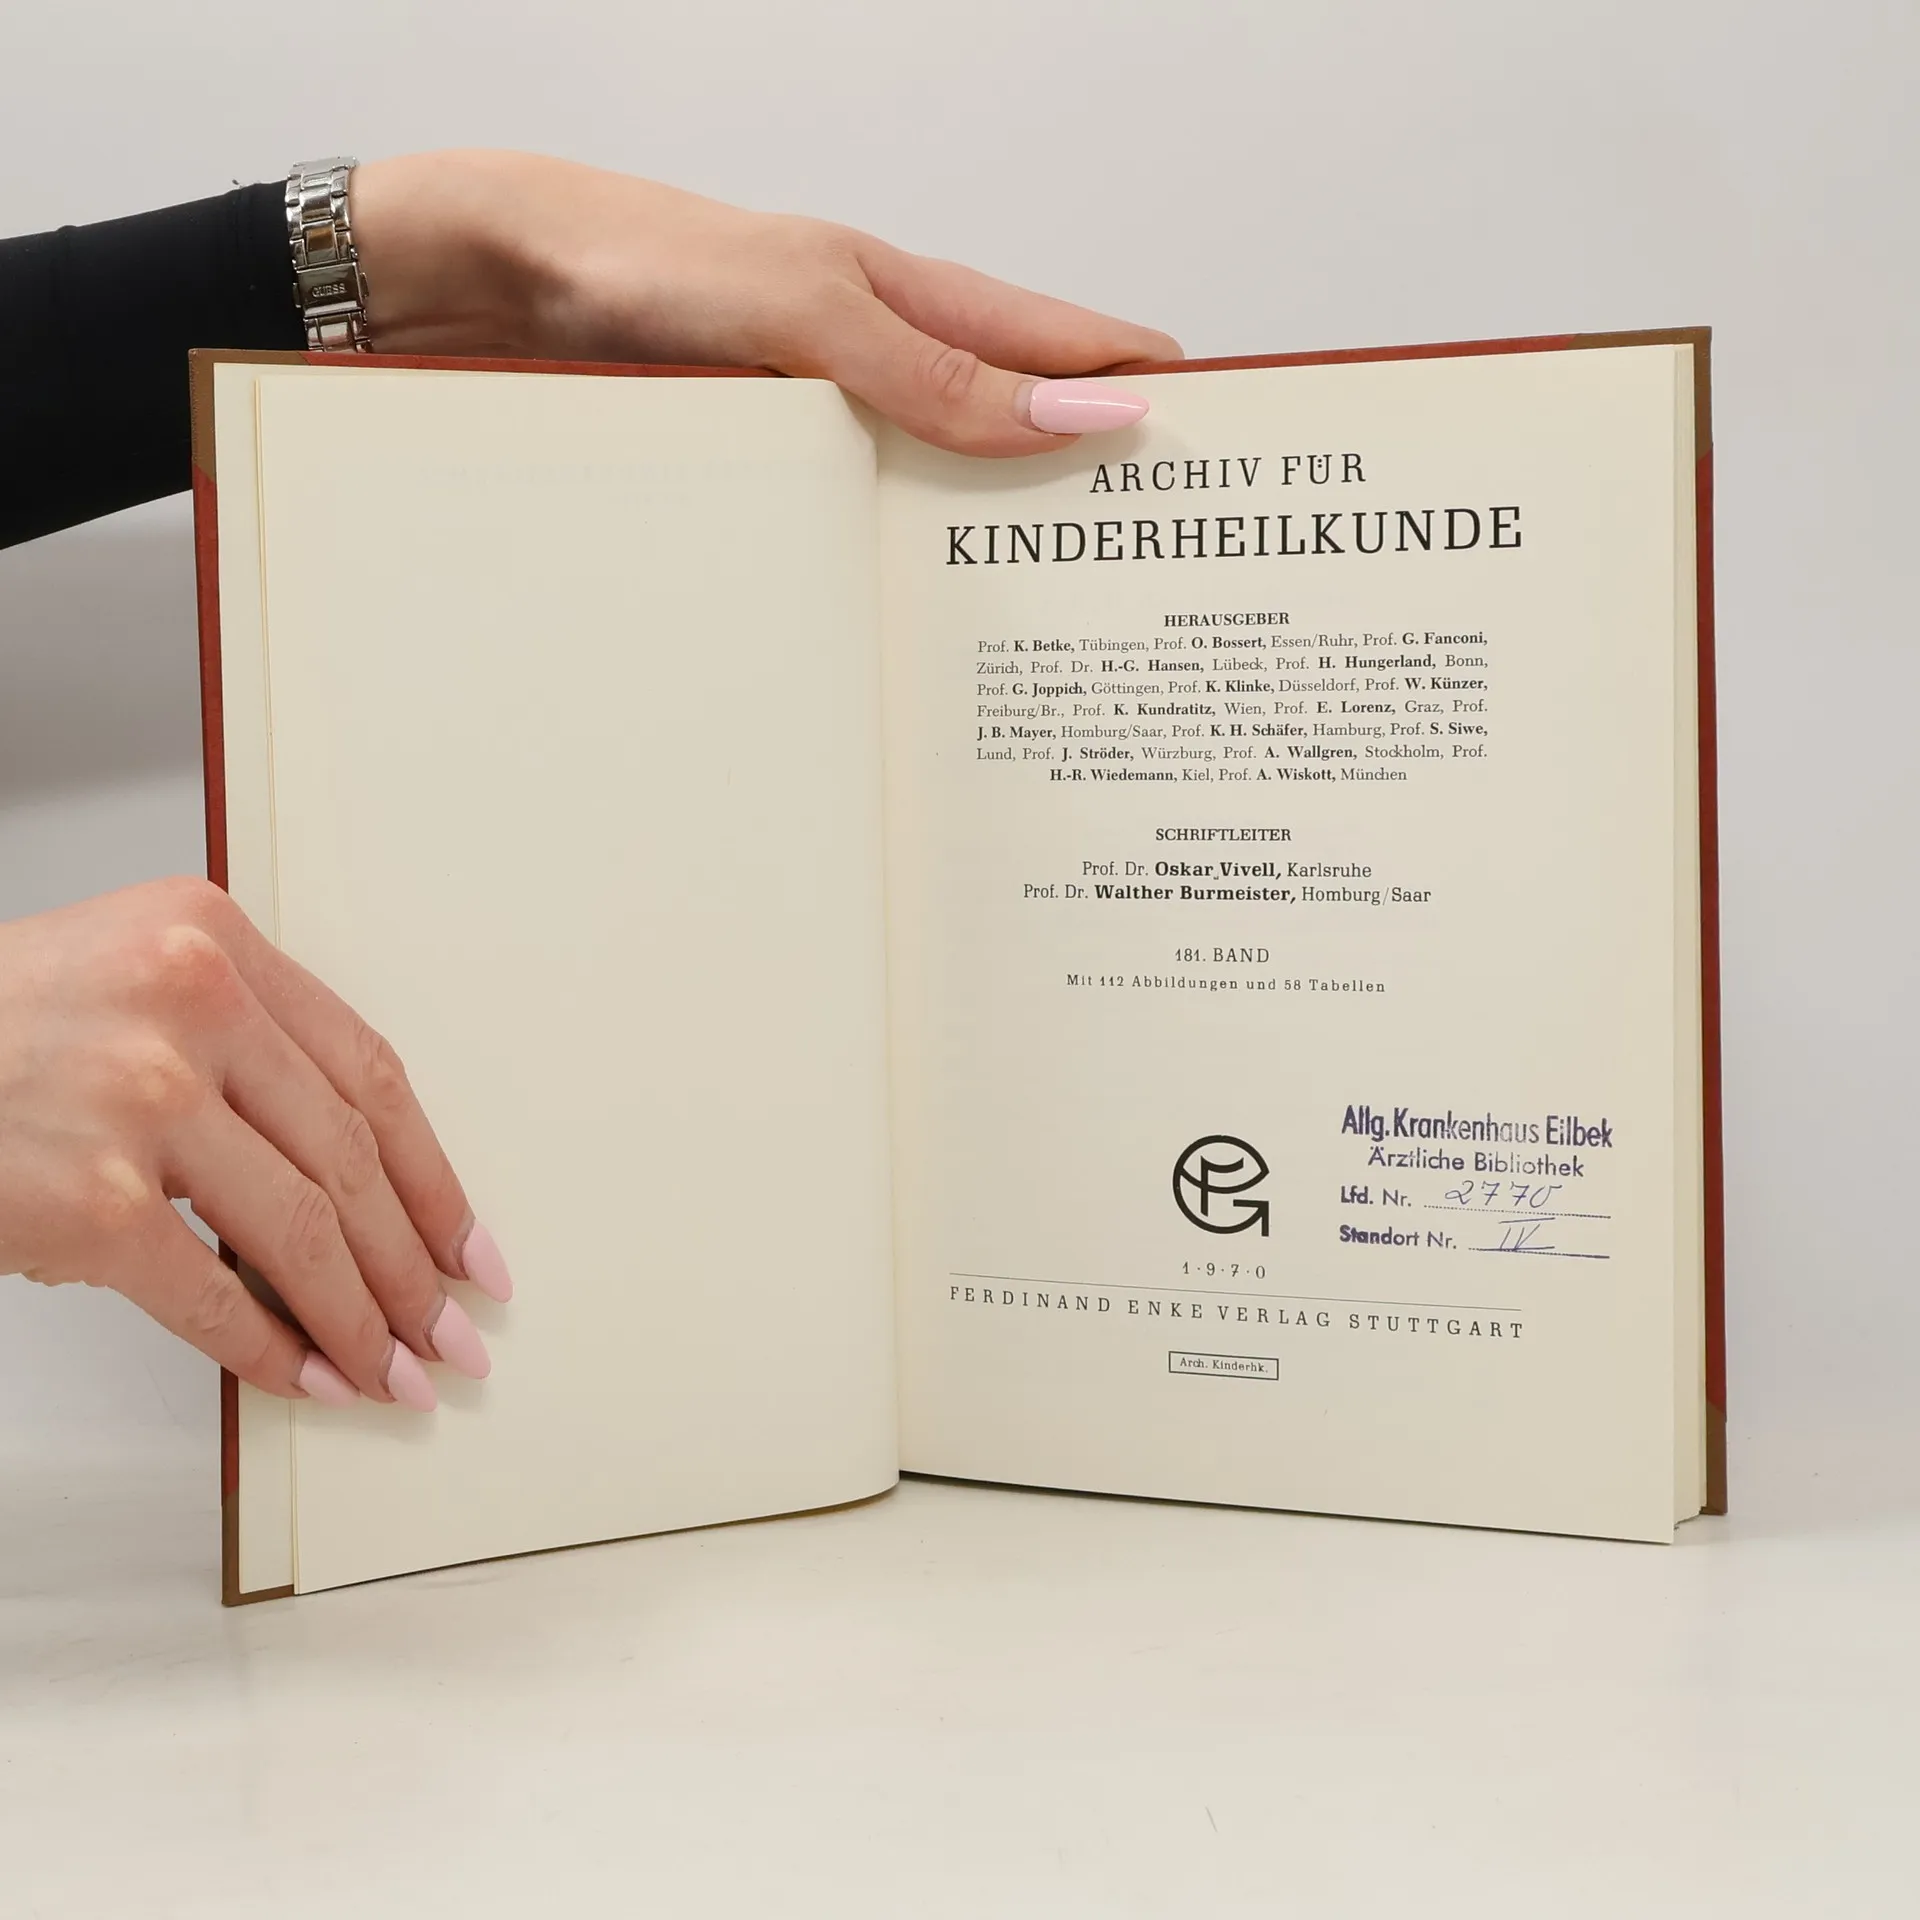 GUESS
ARCHIV FÜR
KINDERHEILKUNDE
HERAUSGEBER
Prof. K. Betke, Tübingen, Prof. O. Bossert, Essen/Ruhr, Prof. G. Fanconi,
Zürich, Prof. Dr. H.-G. Hansen, Lübeck, Prof. H. Hungerland, Bonn,
Prof. G. Joppich, Göttingen, Prof. K. Klinke, Düsseldorf, Prof. W. Künzer,
Freiburg/Br., Prof. K. Kundratitz, Wien, Prof. E. Lorenz, Graz, Prof.
J. B. Mayer, Homburg/Saar, Prof. K. H. Schäfer, Hamburg, Prof. S. Siwe,
Lund, Prof. J. Ströder, Würzburg, Prof. A. Wallgren, Stockholm, Prof.
H.-R. Wiedemann, Kiel, Prof. A. Wiskott, München
SCHRIFTLEITER
Prof. Dr. Oskar Vivell, Karlsruhe
Prof. Dr. Walther Burmeister, Homburg/Saar
181. BAND
Mit 112 Abbildungen und 58 Tabellen
Allg. Krankenhaus Eilbek
Ärztliche Bibliothek
Lfd. Nr. 2770
Standort Nr. IV
1·9·7·0
FERDINAND ENKE VERLAG STUTTGART
Arch. Kinderhk.